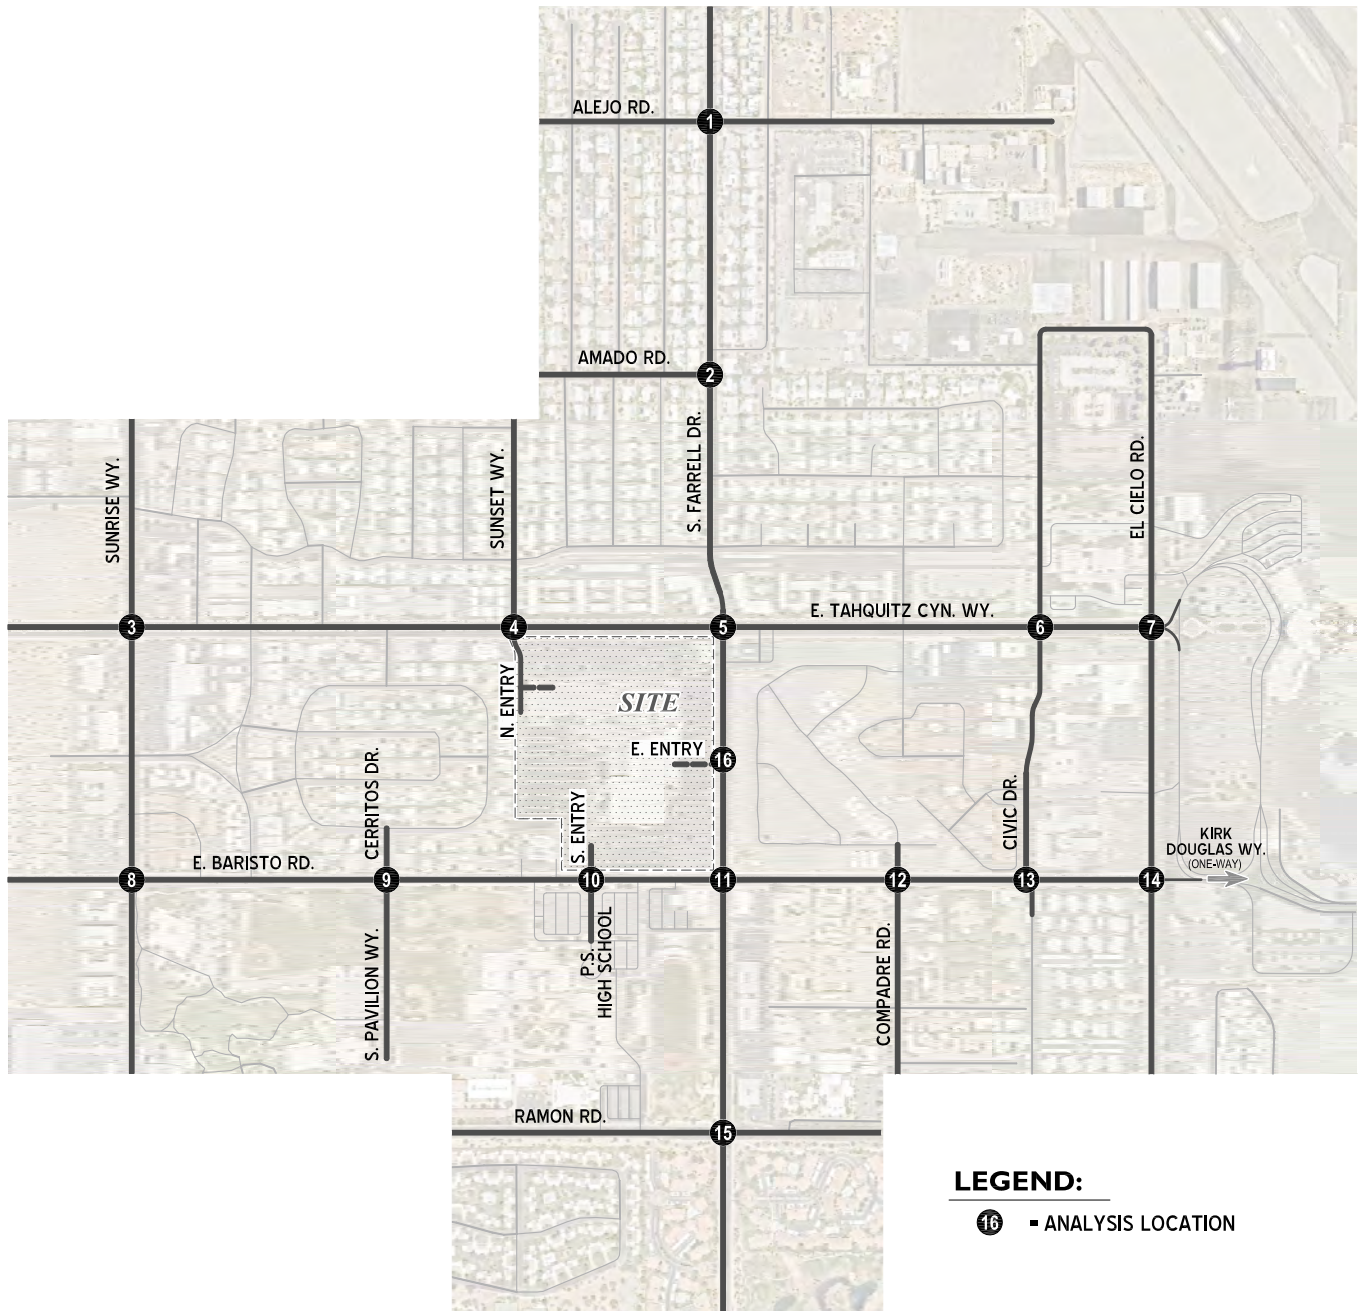 ALEJO RD.
1
AMADO RD.
2
S. FARRELL DR.
SUNRISE WY.
SUNSET WY.
EL CIELO RD.
E. TAHQUITZ CYN. WY.
3
4
5
6
7
N. ENTRY
SITE
E. ENTRY
16
S. ENTRY
CERRITOS DR.
CIVIC DR.
KIRK
DOUGLAS WY.
(ONE-WAY)
E. BARISTO RD.
8
9
10
11
12
13
14
S. PAVILION WY.
P.S.
HIGH SCHOOL
COMPADRE RD.
RAMON RD.
15
LEGEND:
16 = ANALYSIS LOCATION